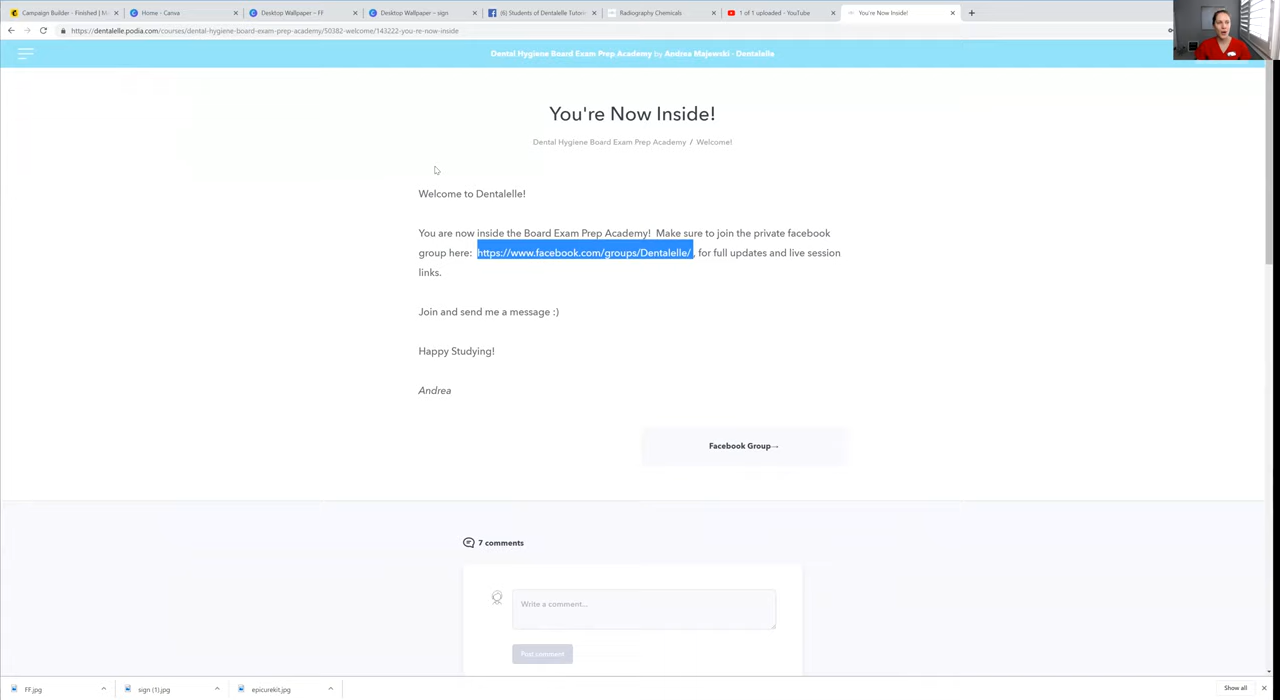 Campaign Builder - Finished | M
Home - Canva
Desktop Wallpaper – FF
Desktop Wallpaper – sign
(6) Students of Dentalelle Tutorin
Radiography Chemicals
1 of 1 uploaded - YouTube
You're Now Inside!
https://dentalelle.podia.com/courses/dental-hygiene-board-exam-prep-academy/50382-welcome/143222-you-re-now-inside
Dental Hygiene Board Exam Prep Academy by Andrea Majewski - Dentalelle
You're Now Inside!
Dental Hygiene Board Exam Prep Academy / Welcome!
Welcome to Dentalelle!
You are now inside the Board Exam Prep Academy! Make sure to join the private facebook
group here: https://www.facebook.com/groups/Dentalelle/ , for full updates and live session
links.
Join and send me a message :)
Happy Studying!
Andrea
Facebook Group→
7 comments
Write a comment...
Post comment
FF.jpg
sign (1).jpg
epicurekit.jpg
Show all